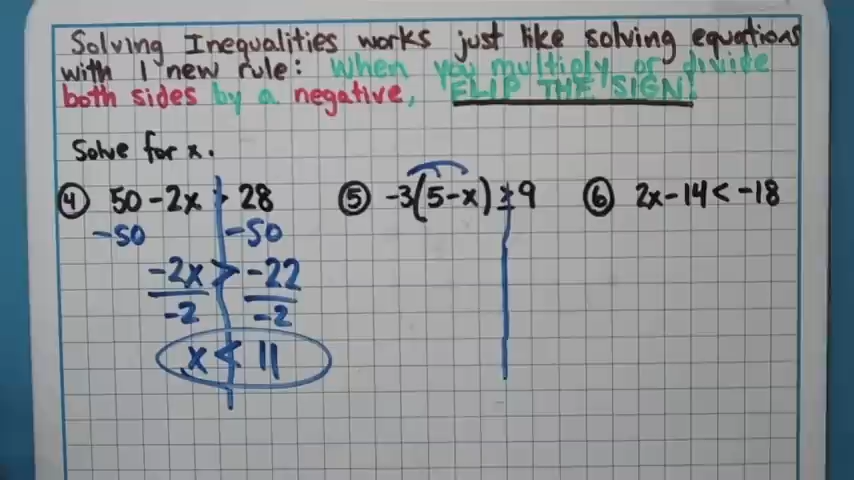 Solving Inequalities works just like solving equations
with 1 new rule: When you multiply or divide
both sides by a negative, FLIP THE SIGN!
Solve for x.
④ 50 - 2x > 28
-50 -50
-2x > -22
-2 -2
x < 11
⑤ -3(5-x) ≥ 9
⑥ 2x - 14 < -18